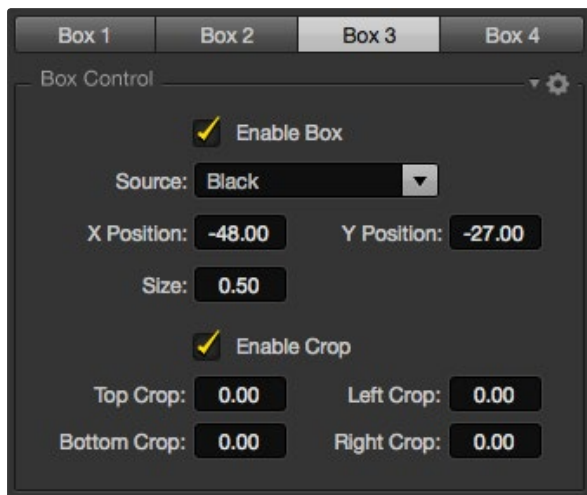 Box 1 Box 2 Box 3 Box 4
Box Control
Enable Box
Source: Black
X Position: -48.00 Y Position: -27.00
Size: 0.50
Enable Crop
Top Crop: 0.00 Left Crop: 0.00
Bottom Crop: 0.00 Right Crop: 0.00